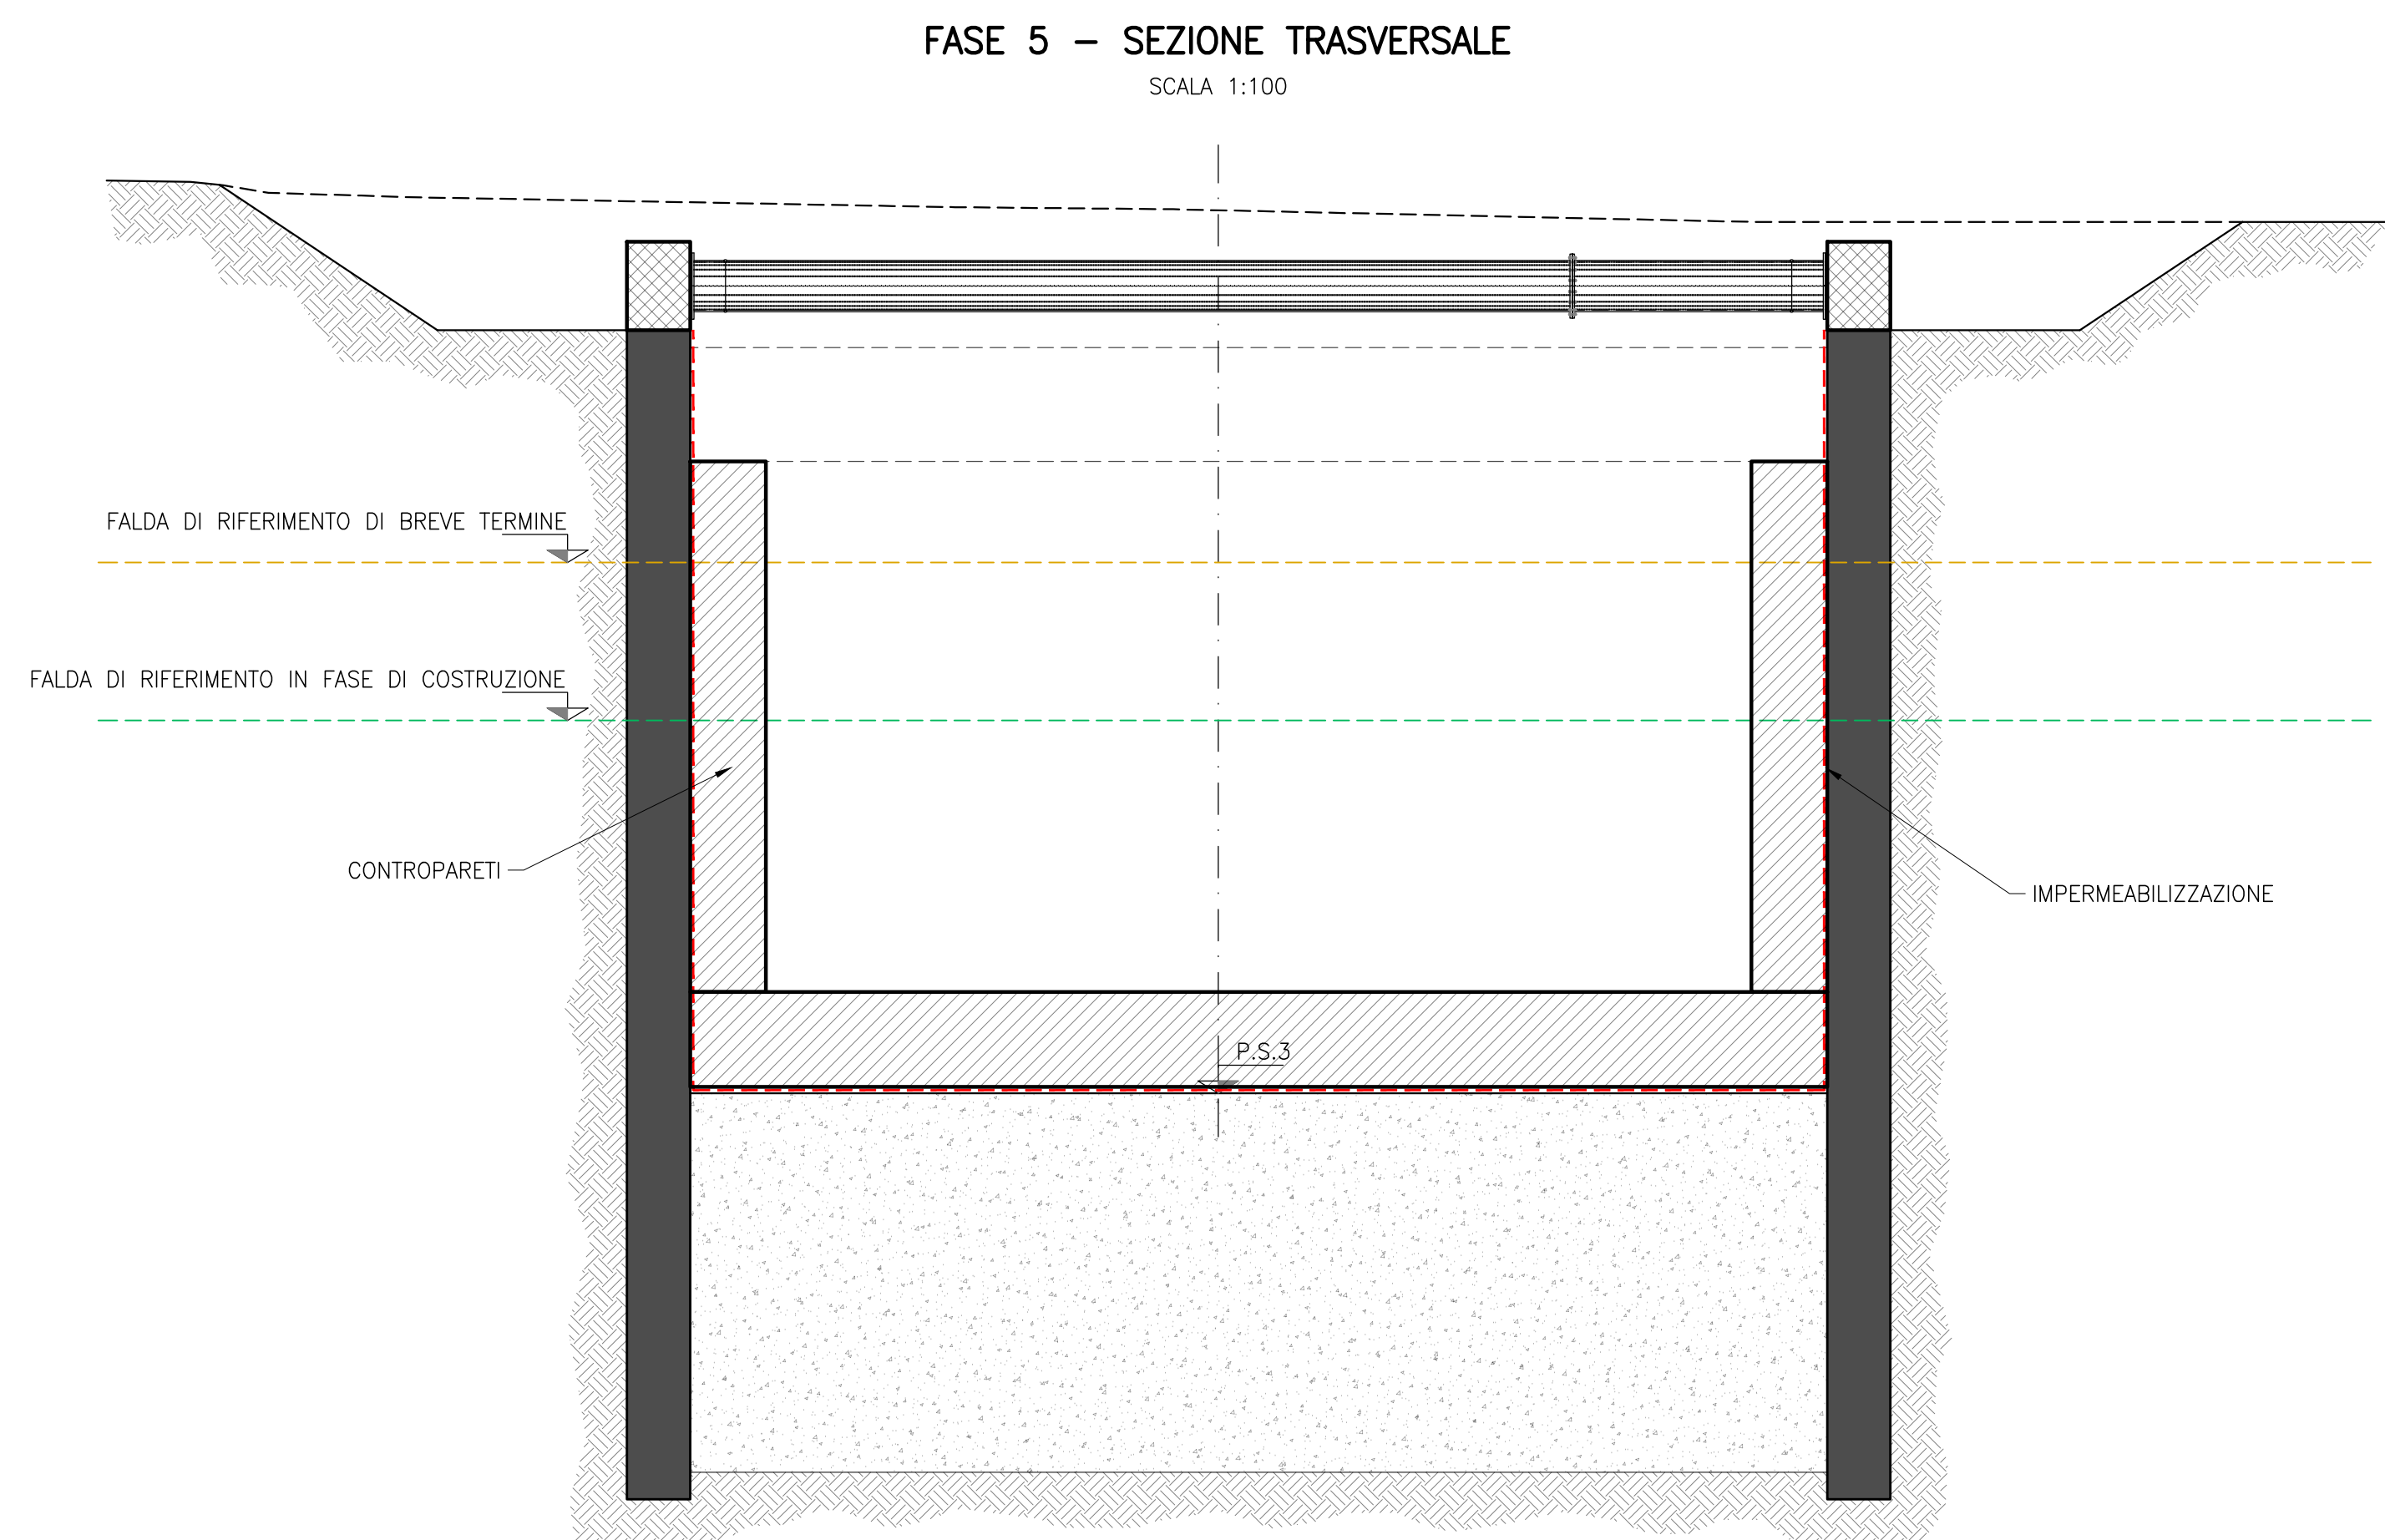 FASE 5 – SEZIONE TRASVERSALE
SCALA 1:100
FALDA DI RIFERIMENTO DI BREVE TERMINE
FALDA DI RIFERIMENTO IN FASE DI COSTRUZIONE
CONTROPARETI
IMPERMEABILIZZAZIONE
P.S.3